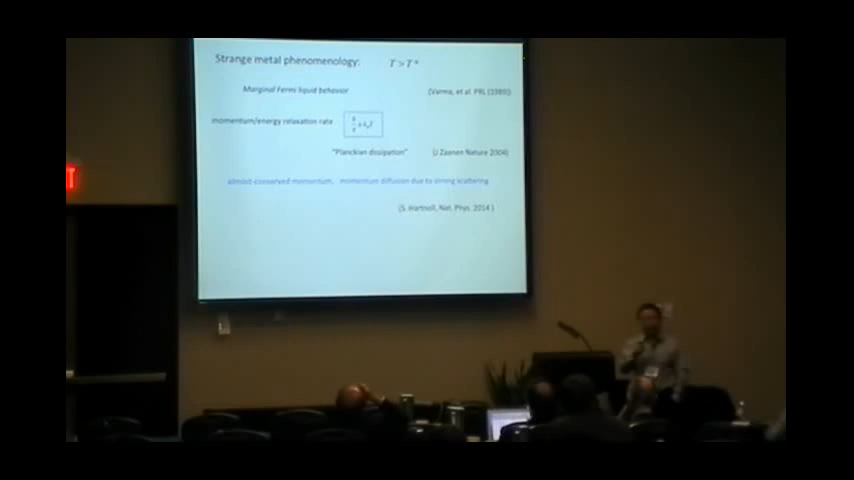 Strange metal phenomenology: T > T*
Marginal Fermi liquid behavior (Varma, et al. PRL (1989))
momentum/energy relaxation rate
"Planckian dissipation" (J Zaanen Nature 2004)
almost-conserved momentum, momentum diffusion due to strong scattering
(S. Hartnoll, Nat. Phys. 2014 )